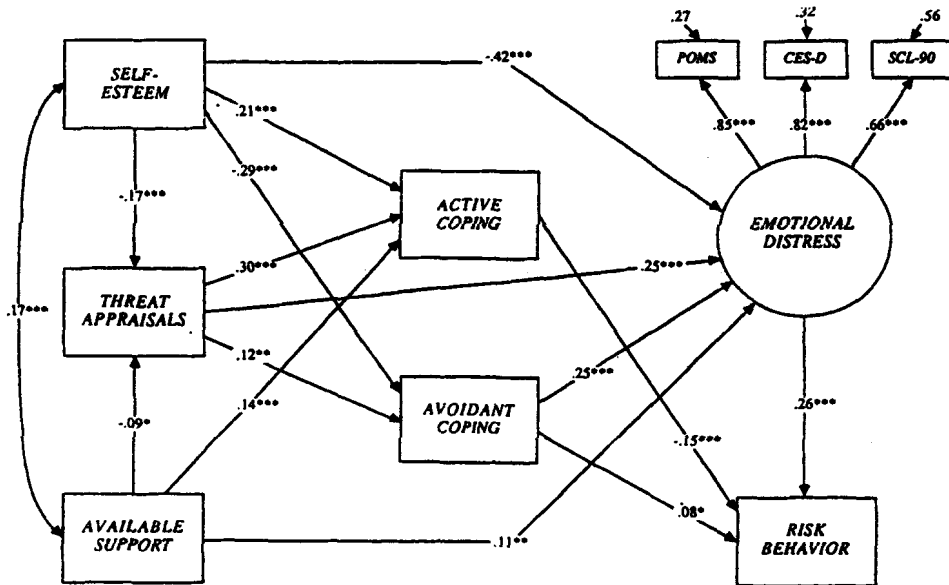 .27
.32
.56
POMS
CES-D
SCL-90
SELF-
ESTEEM
-.42***
.85***
.82***
.66***
.21***
-.29***
-.17***
ACTIVE
COPING
EMOTIONAL
DISTRESS
.30***
.25***
.17***
THREAT
APPRAISALS
.12**
.14***
-.09*
AVOIDANT
COPING
.25***
.26***
-.15***
.08*
AVAILABLE
SUPPORT
.11**
RISK
BEHAVIOR